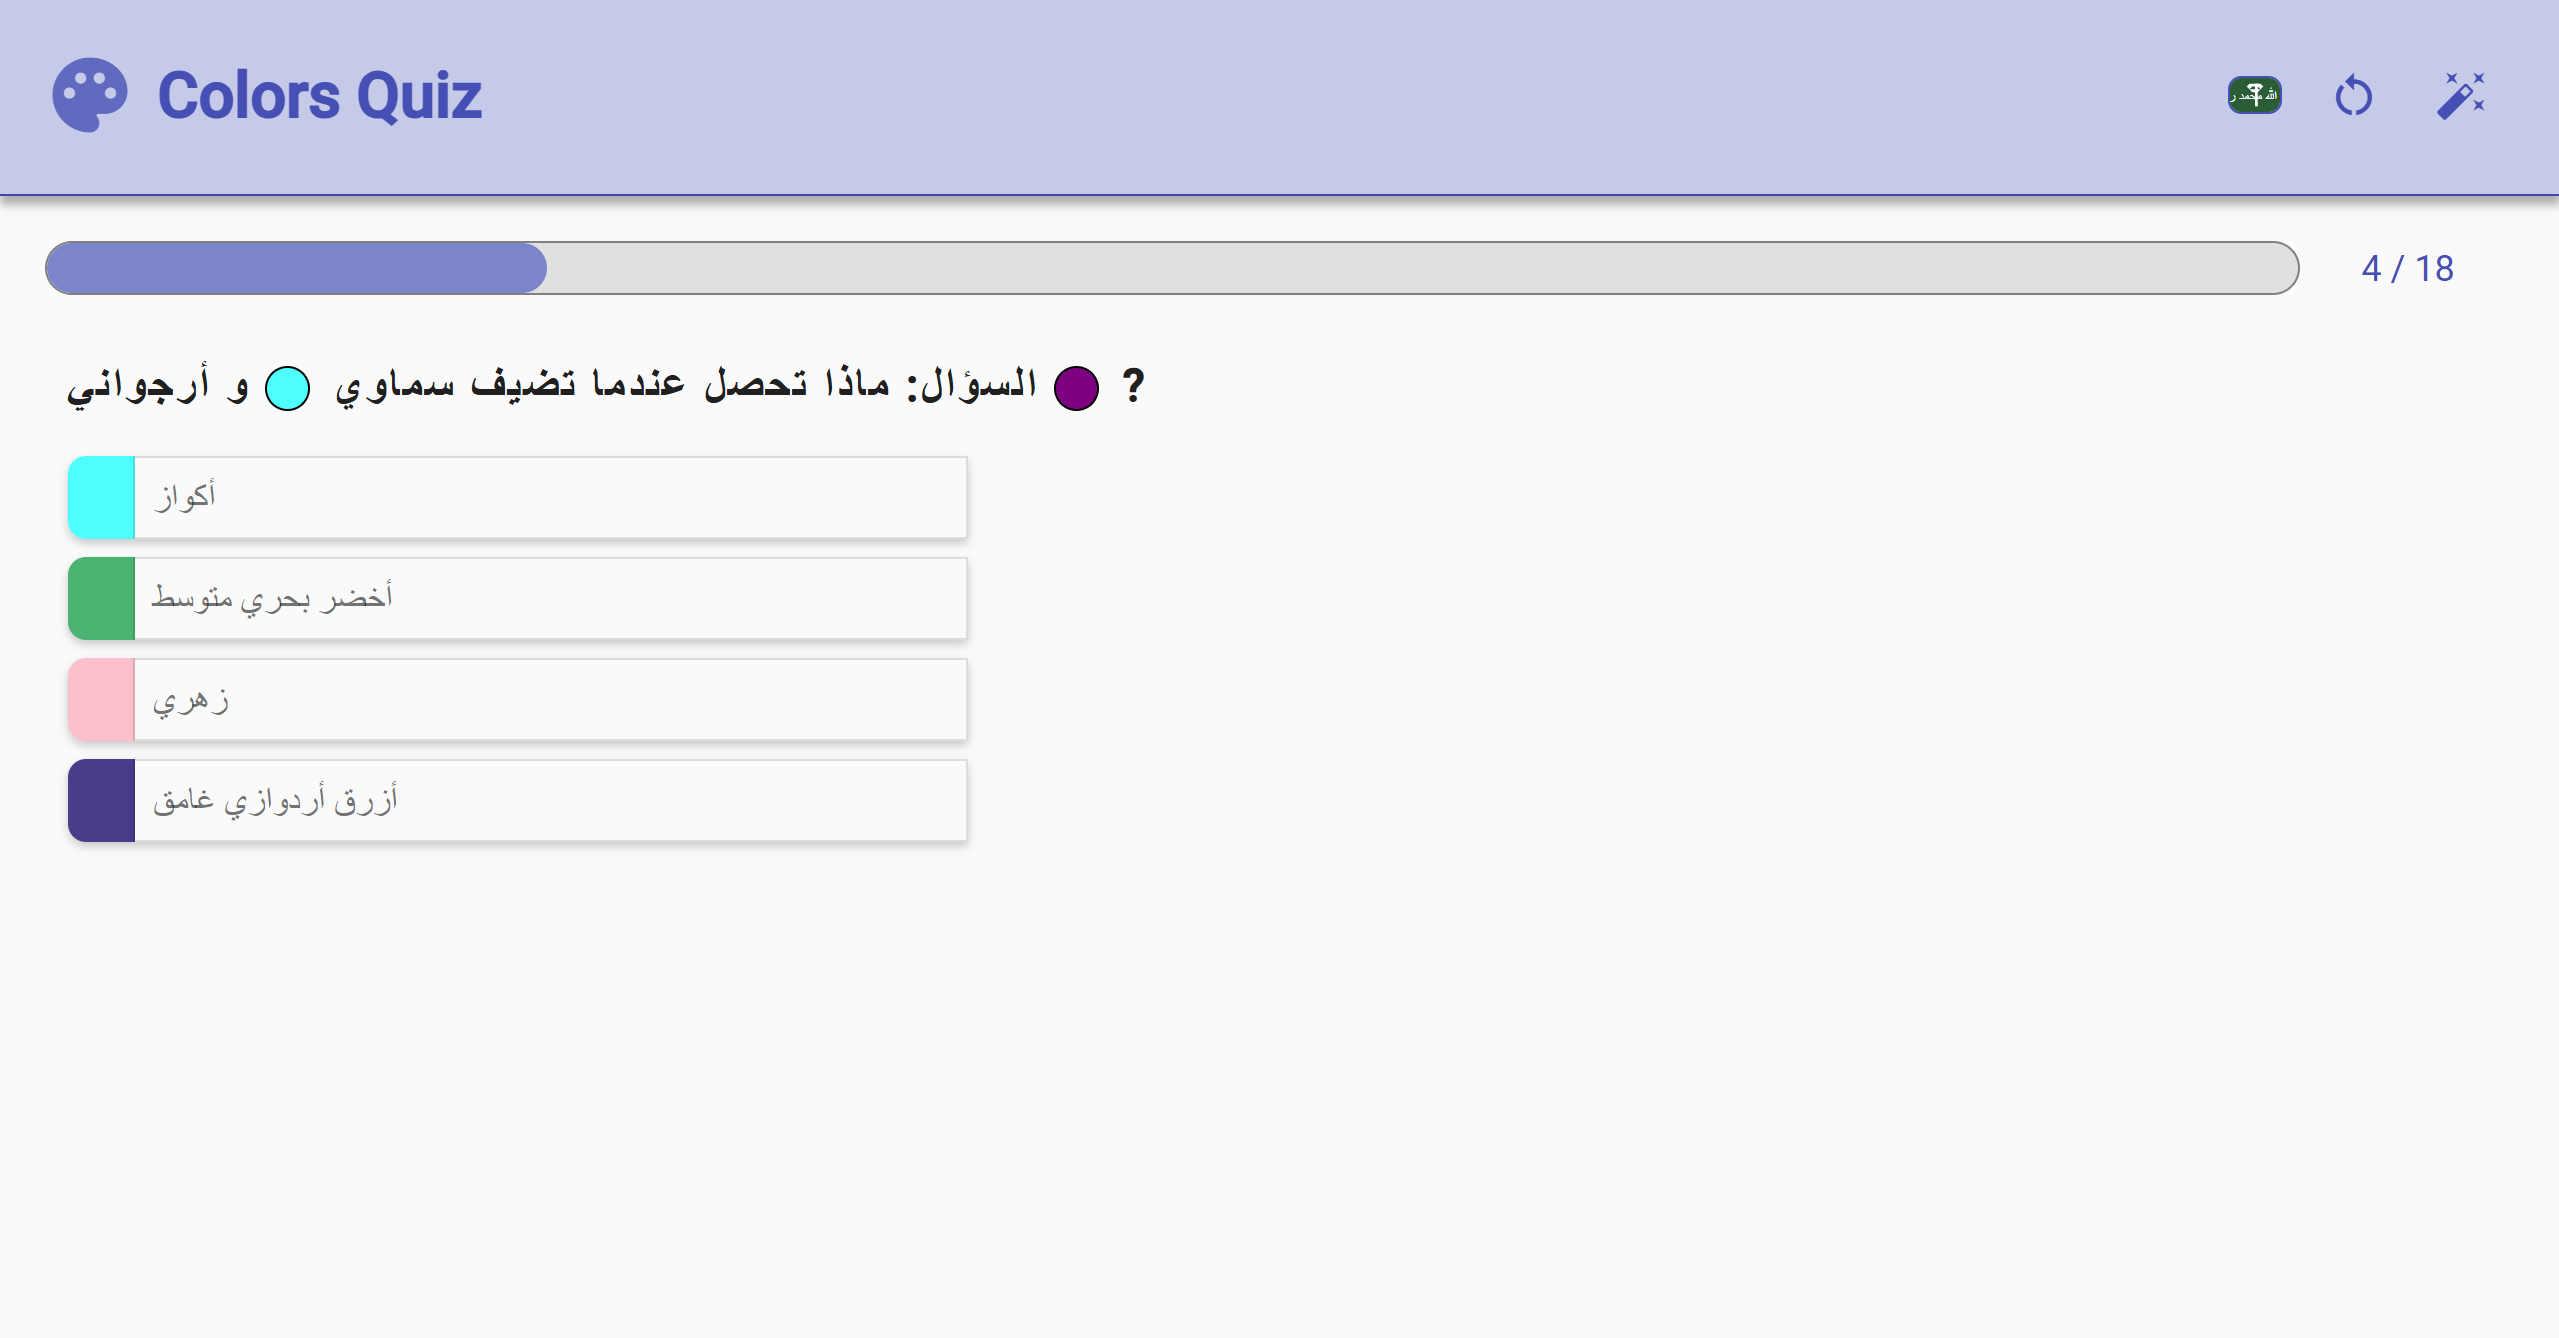 Colors Quiz
4 / 18
السؤال: ماذا تحصل عندما تضيف سماوي و أرجواني ?
أكواز
أخضر بحري متوسط
زهري
أزرق أردوازي غامق